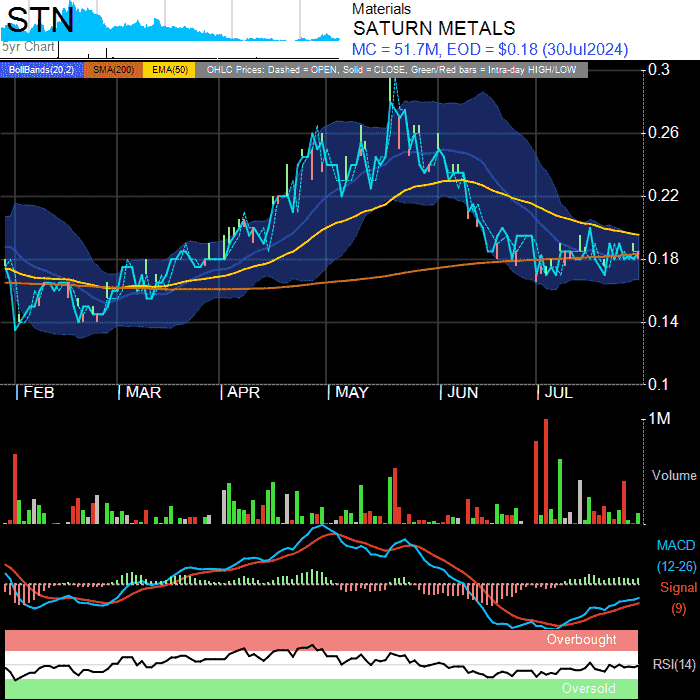 STN
5yr Chart
Materials
SATURN METALS
MC = 51.7M, EOD = $0.18 (30Jul2024)
BollBands(20,2) SMA(200) EMA(50) OHLC Prices: Dashed = OPEN, Solid = CLOSE, Green/Red bars = Intra-day HIGH/LOW
0.3
0.26
0.22
0.18
0.14
0.1
FEB MAR APR MAY JUN JUL
1M
Volume
MACD
(12-26)
Signal
(9)
Overbought
RSI(14)
Oversold